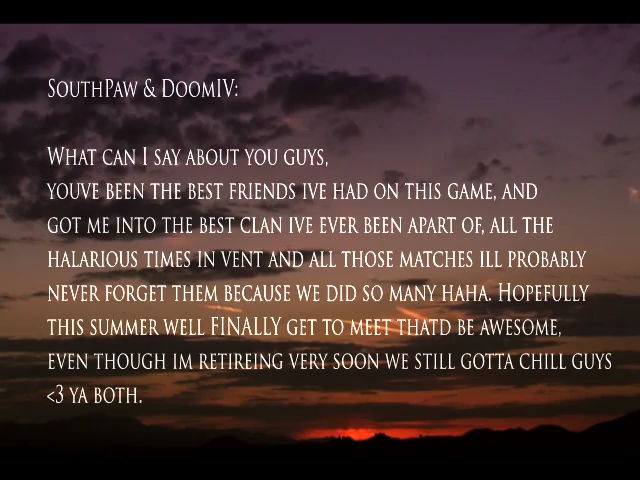 SouthPaw & DoomIV:
What can I say about you guys,
youve been the best friends ive had on this game, and
got me into the best clan ive ever been apart of, all the
halarious times in vent and all those matches ill probably
never forget them because we did so many haha. Hopefully
this summer well FINALLY get to meet thatd be awesome,
even though im retireing very soon we still gotta chill guys
<3 ya both.